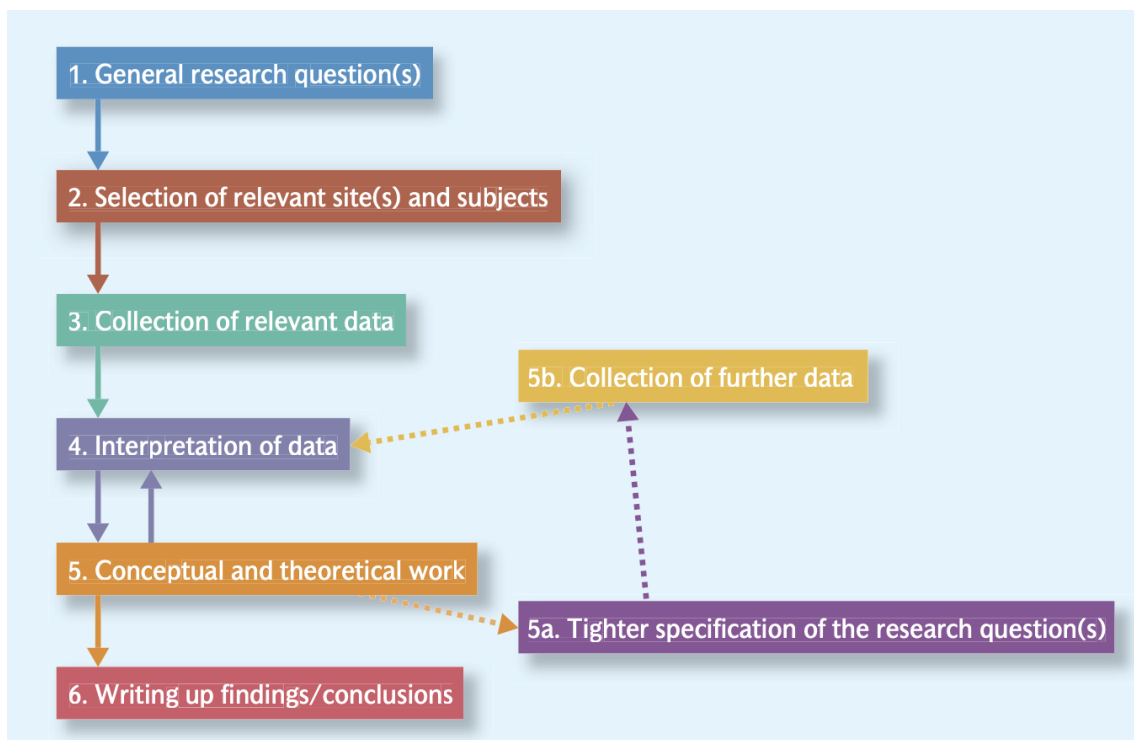 1. General research question(s)
2. Selection of relevant site(s) and subjects
3. Collection of relevant data
5b. Collection of further data
4. Interpretation of data
5. Conceptual and theoretical work
5a. Tighter specification of the research question(s)
6. Writing up findings/conclusions